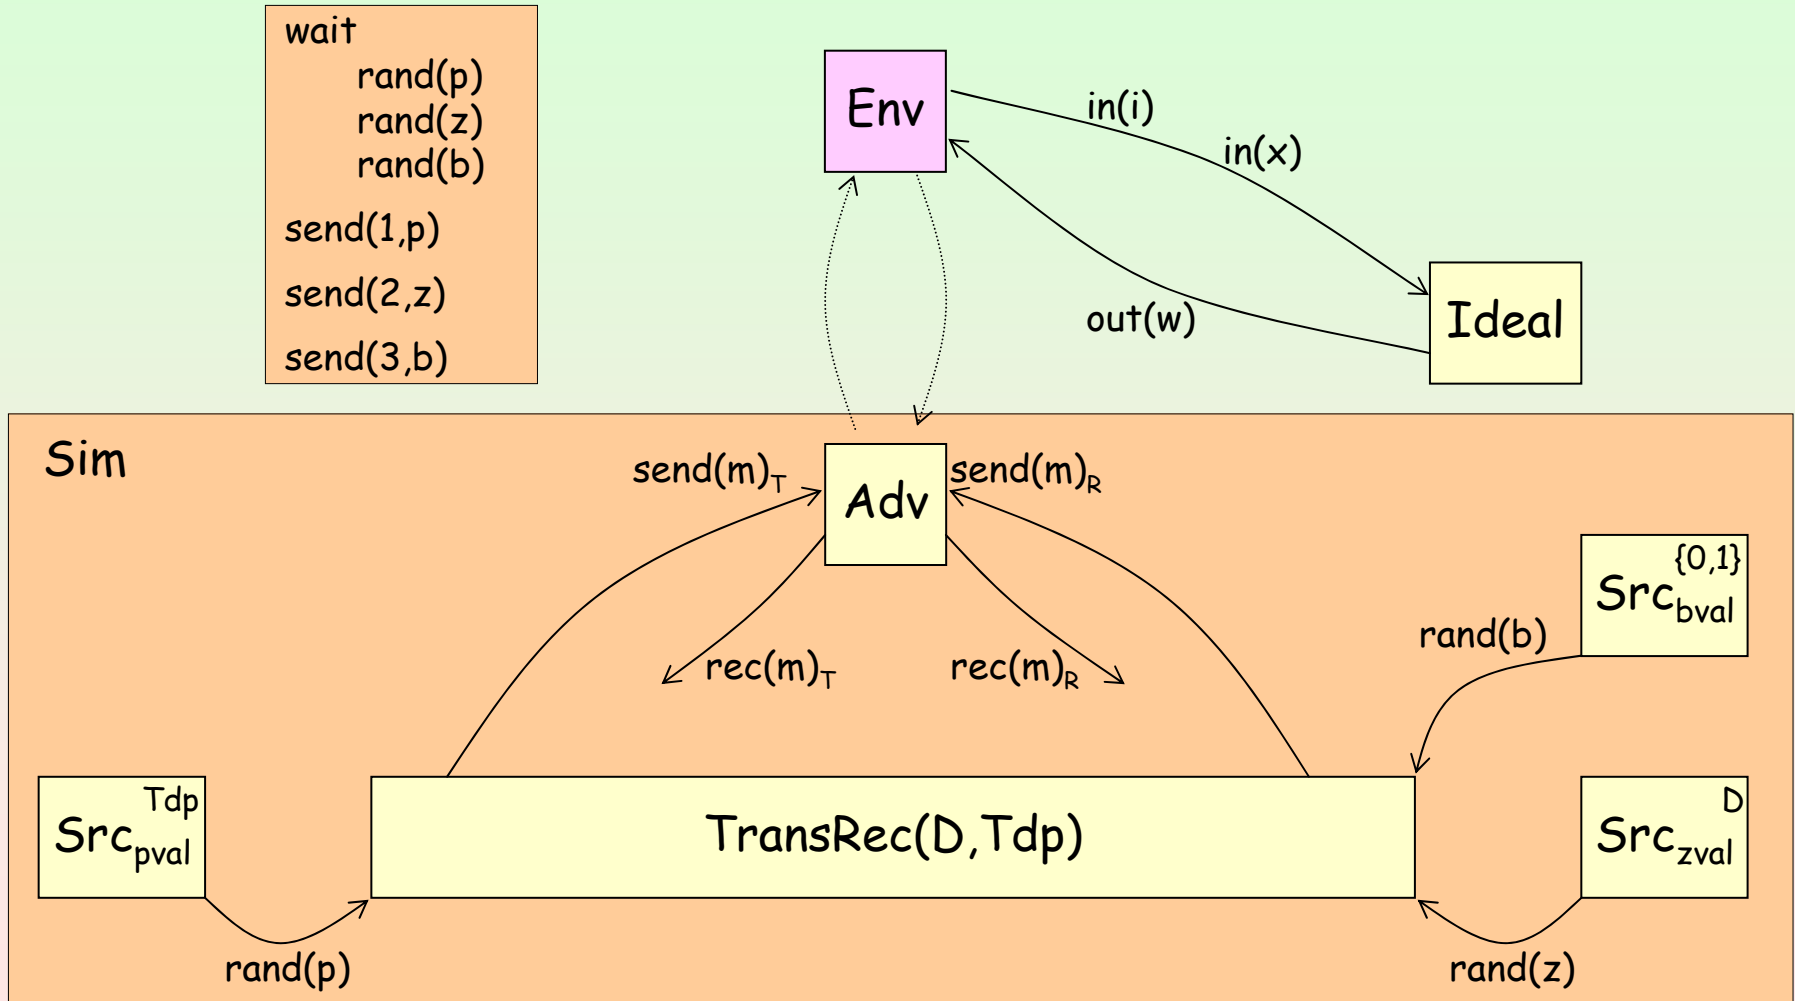 wait
rand(p)
rand(z)
rand(b)
send(1,p)
send(2,z)
send(3,b)
Env
in(i)
in(x)
out(w)
Ideal
Sim
send(m)T
Adv
send(m)R
rec(m)T
rec(m)R
{0,1}
Srcbval
rand(b)
Tdp
Srcpval
TransRec(D,Tdp)
D
Srczval
rand(p)
rand(z)